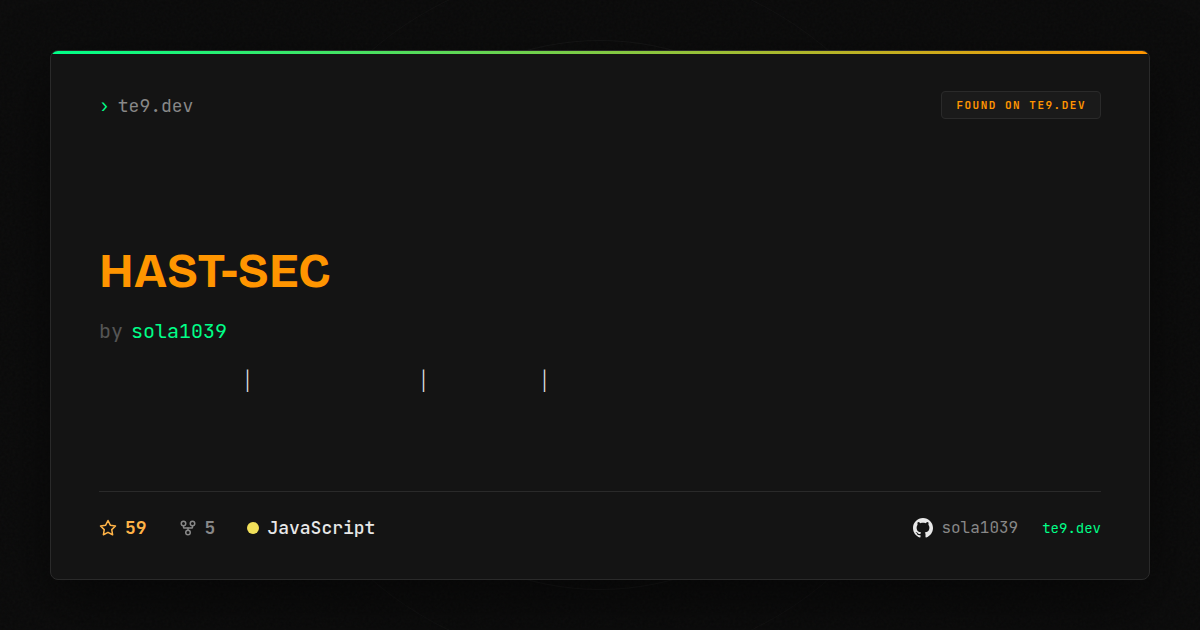 › te9.dev
FOUND ON TE9.DEV
HAST-SEC
by sola1039
| | |
59 5 JavaScript
sola1039 te9.dev